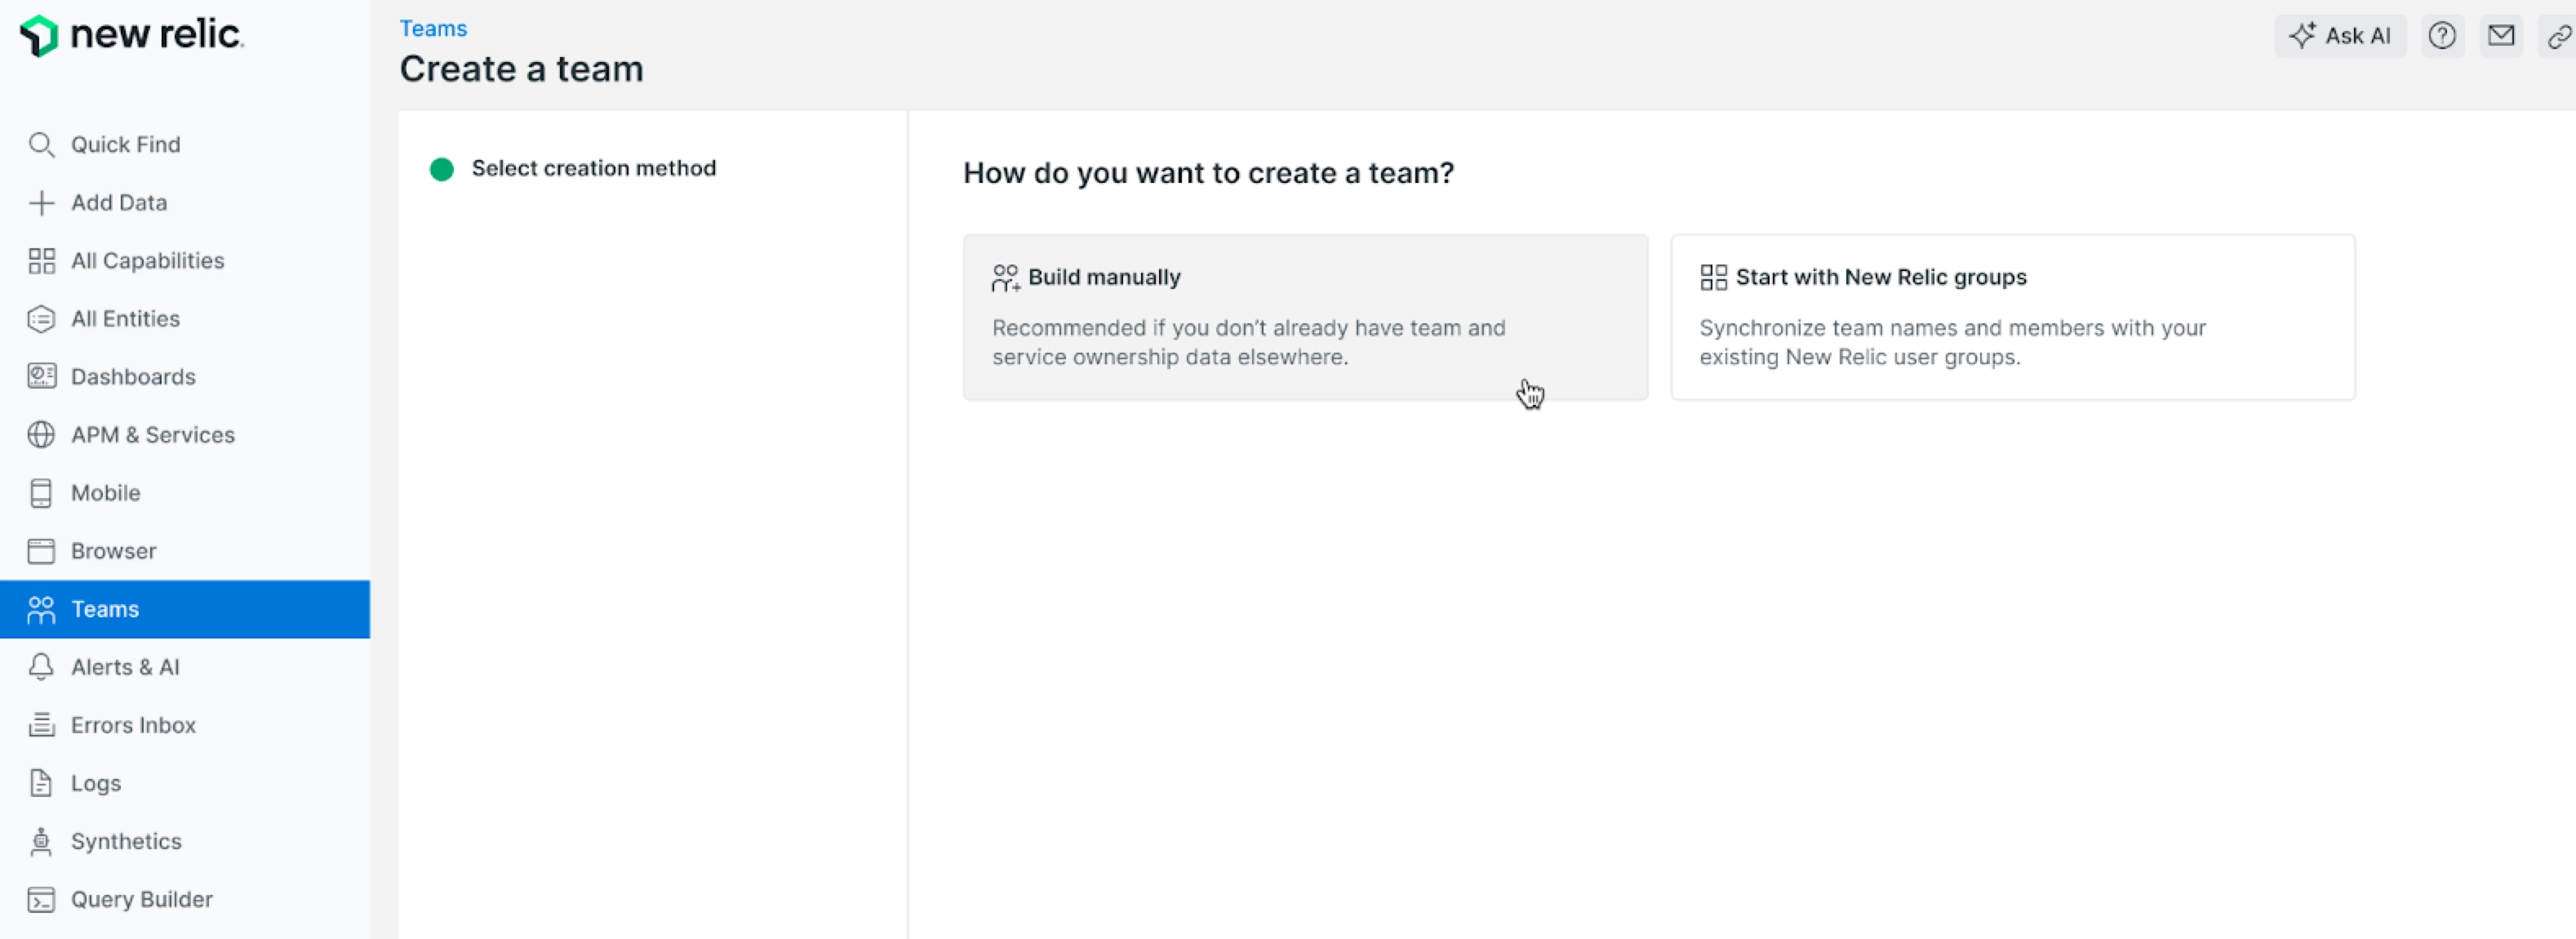 new relic.
Quick Find
Add Data
All Capabilities
All Entities
Dashboards
APM & Services
Mobile
Browser
Teams
Alerts & AI
Errors Inbox
Logs
Synthetics
Query Builder
Teams
Create a team
Ask AI
Select creation method
How do you want to create a team?
Build manually
Recommended if you don’t already have team and
service ownership data elsewhere.
Start with New Relic groups
Synchronize team names and members with your
existing New Relic user groups.